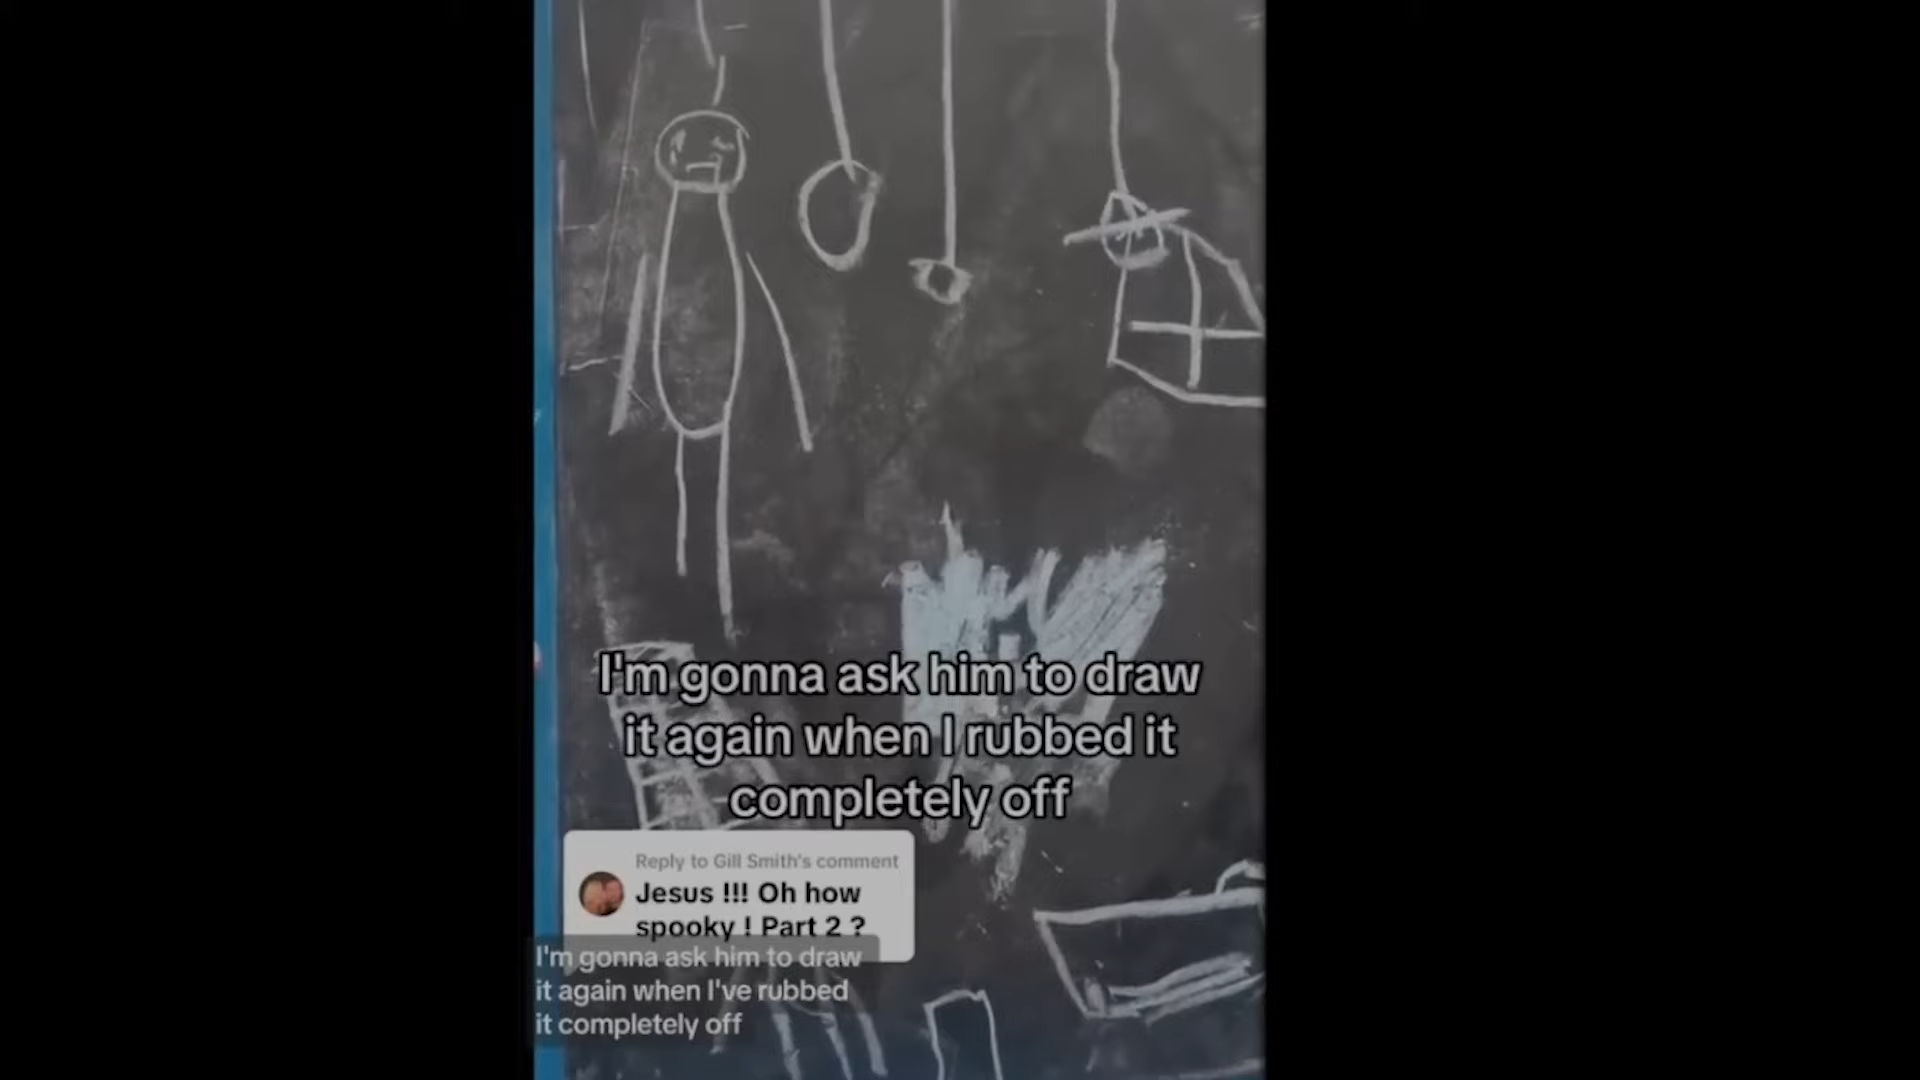 I'm gonna ask him to draw
it again when I rubbed it
completely off
Reply to Gill Smith's comment
Jesus !!! Oh how
spooky ! Part 2 ?
I'm gonna ask him to draw
it again when I've rubbed
it completely off